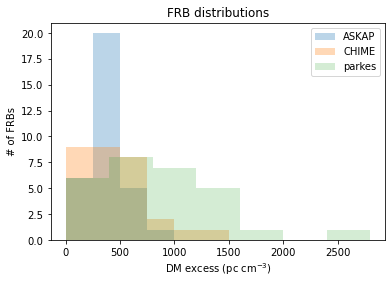 FRB distributions
ASKAP
CHIME
parkes
20.0
17.5
15.0
12.5
10.0
7.5
5.0
2.5
0.0
# of FRBs
0 500 1000 1500 2000 2500
DM excess (pc cm⁻³)